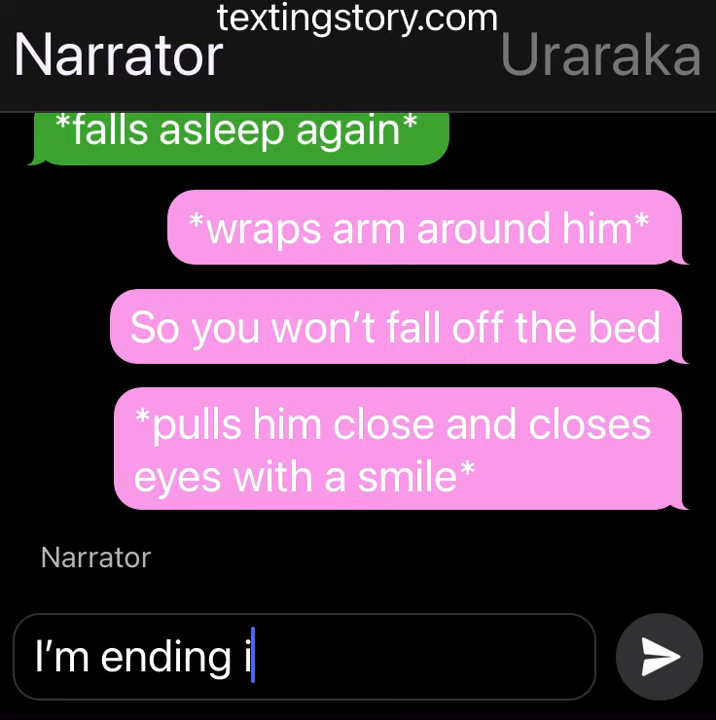 textingstory.com
Narrator
Uraraka
*falls asleep again*
*wraps arm around him*
So you won’t fall off the bed
*pulls him close and closes
eyes with a smile*
Narrator
I’m ending i